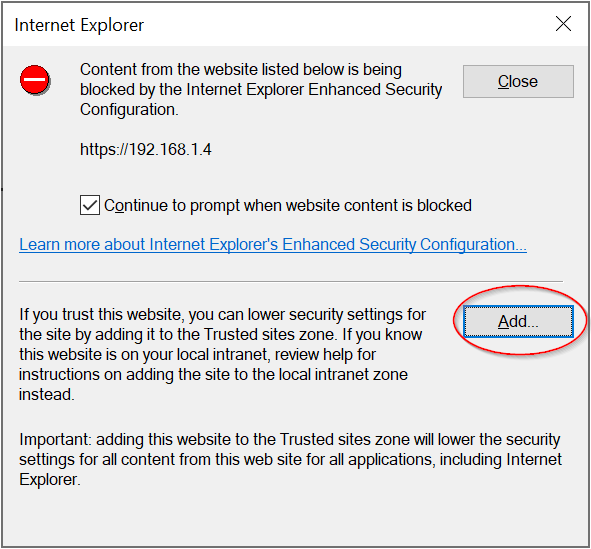 Internet Explorer
Content from the website listed below is being
blocked by the Internet Explorer Enhanced Security
Configuration.
Close
https://192.168.1.4
Continue to prompt when website content is blocked
Learn more about Internet Explorer's Enhanced Security Configuration...
If you trust this website, you can lower security settings for
the site by adding it to the Trusted sites zone. If you know
this website is on your local intranet, review help for
instructions on adding the site to the local intranet zone
instead.
Add...
Important: adding this website to the Trusted sites zone will lower the security
settings for all content from this web site for all applications, including Internet
Explorer.